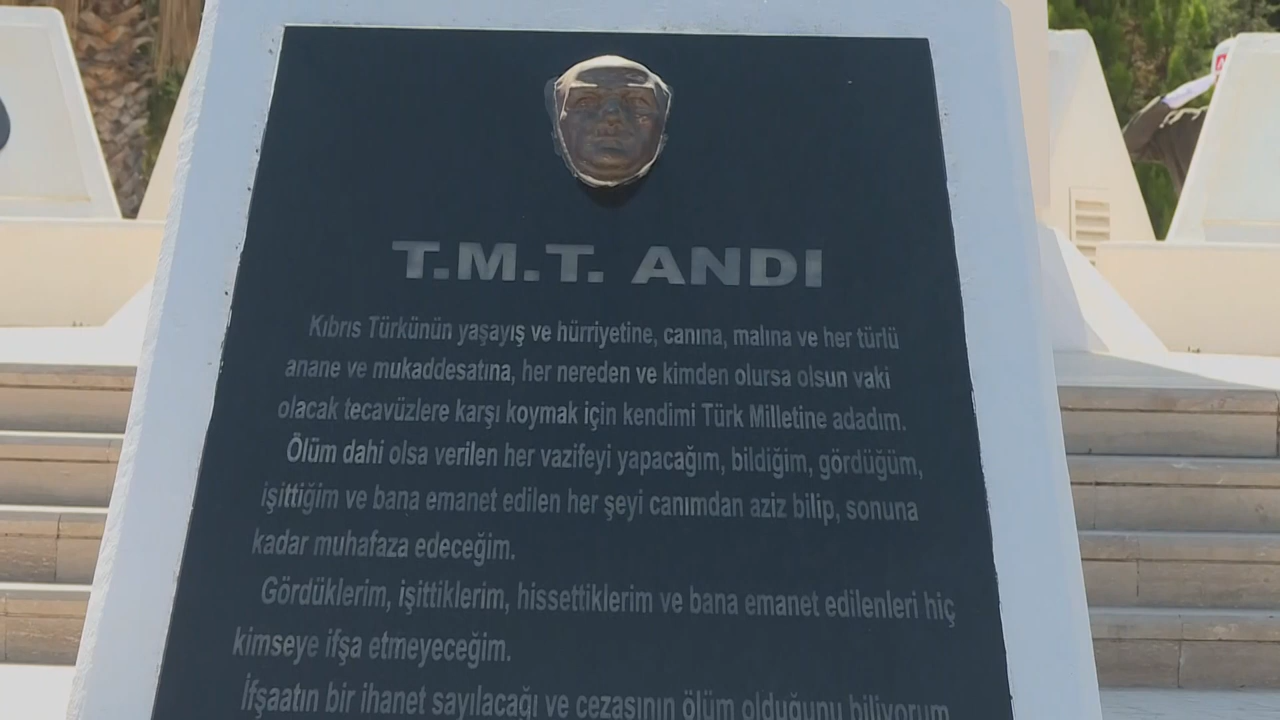 T.M.T. ANDI
Kıbrıs Türkünün yaşayış ve hürriyetine, canına, malına ve her türlü
anane ve mukaddesatına, her nereden ve kimden olursa olsun vaki
olacak tecavüzlere karşı koymak için kendimi Türk Milletine adadım.
Ölüm dahi olsa verilen her vazifeyi yapacağım, bildiğim, gördüğüm,
işittiğim ve bana emanet edilen her şeyi canımdan aziz bilip, sonuna
kadar muhafaza edeceğim.
Gördüklerim, işittiklerim, hissettiklerim ve bana emanet edilenleri hiç
kimseye ifşa etmeyeceğim.
İfşaatın bir ihanet sayılacağı ve cezasının ölüm olduğunu biliyorum